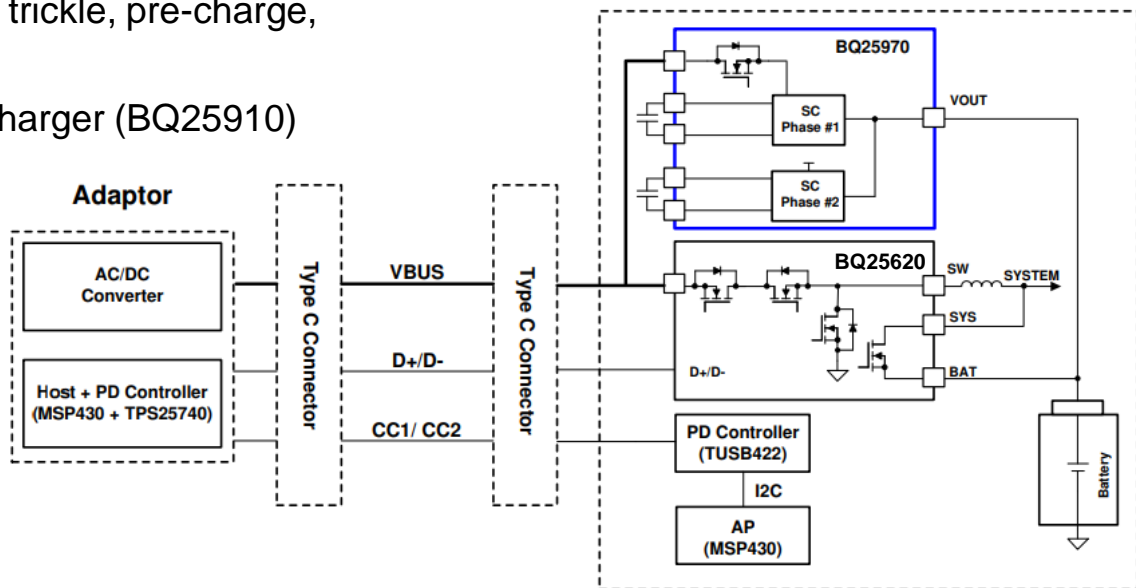 trickle, pre-charge,
harger (BQ25910)
Adaptor
AC/DC
Converter
Host + PD Controller
(MSP430 + TPS25740)
Type C Connector
VBUS
D+/D-
CC1/ CC2
Type C Connector
BQ25970
SC
Phase #1
SC
Phase #2
VOUT
BQ25620
D+/D-
SW
SYSTEM
SYS
BAT
PD Controller
(TUSB422)
I2C
AP
(MSP430)
Battery